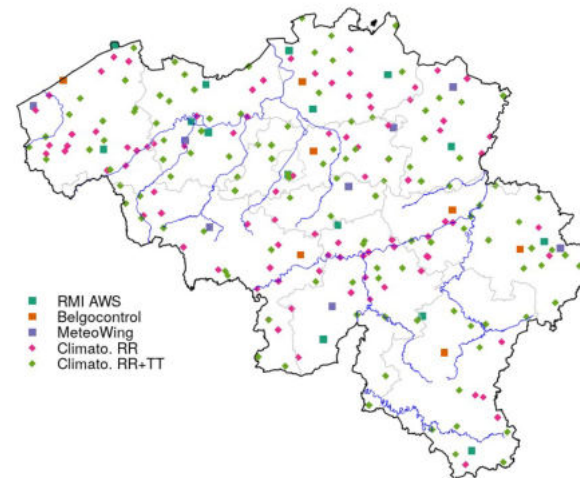 RMI AWS
Belgocontrol
MeteoWing
Climato. RR
Climato. RR+TT